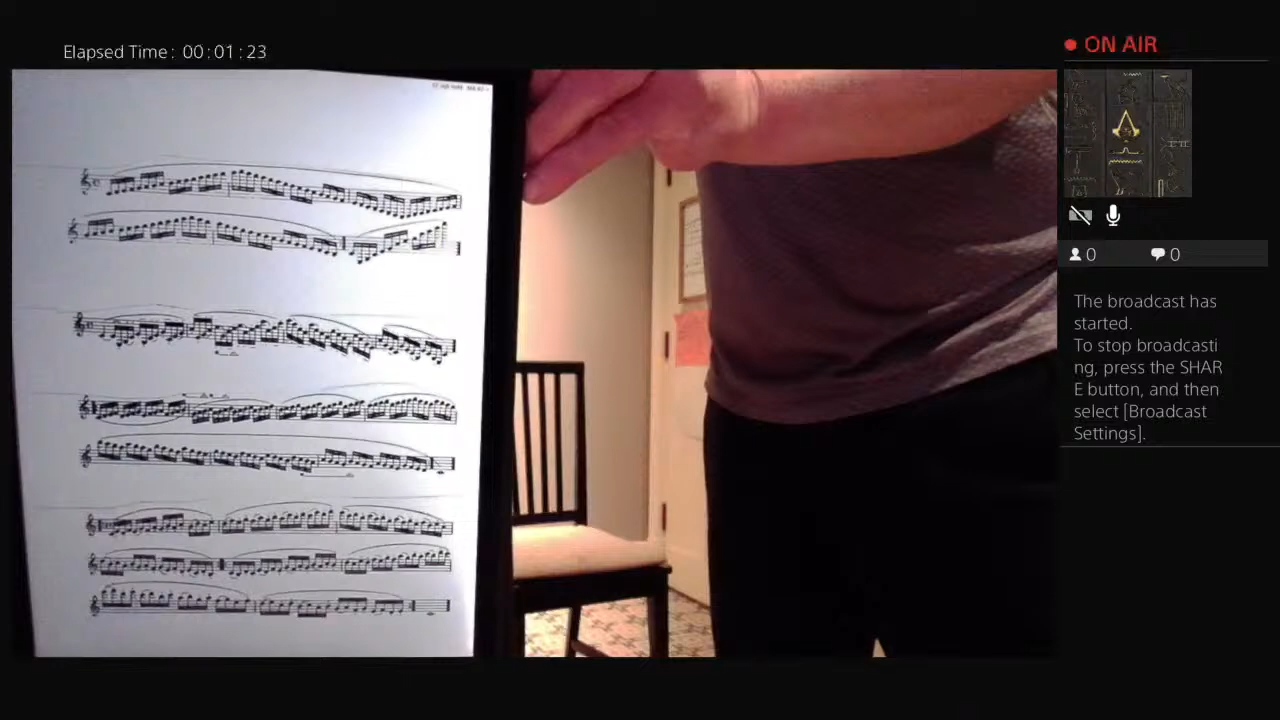 Elapsed Time: 00:01:23
ON AIR
0
0
The broadcast has
started.
To stop broadcasti
ng, press the SHAR
E button, and then
select [Broadcast
Settings].